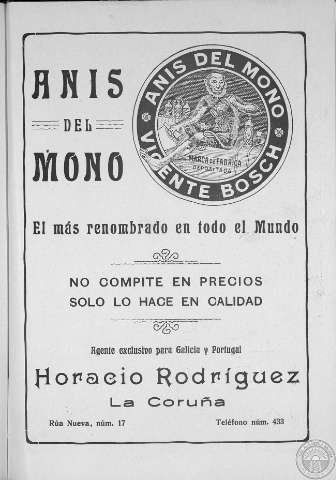 ANIS
DEL
MONO
ANIS DEL MONO
VICENTE BOSCH
MARCA DE FABRICA
DEPOSITADA
El más renombrado en todo el Mundo
NO COMPITE EN PRECIOS
SOLO LO HACE EN CALIDAD
Agente exclusivo para Galicia y Portugal
Horacio Rodríguez
La Coruña
Rúa Nueva, núm. 17 Teléfono núm. 433